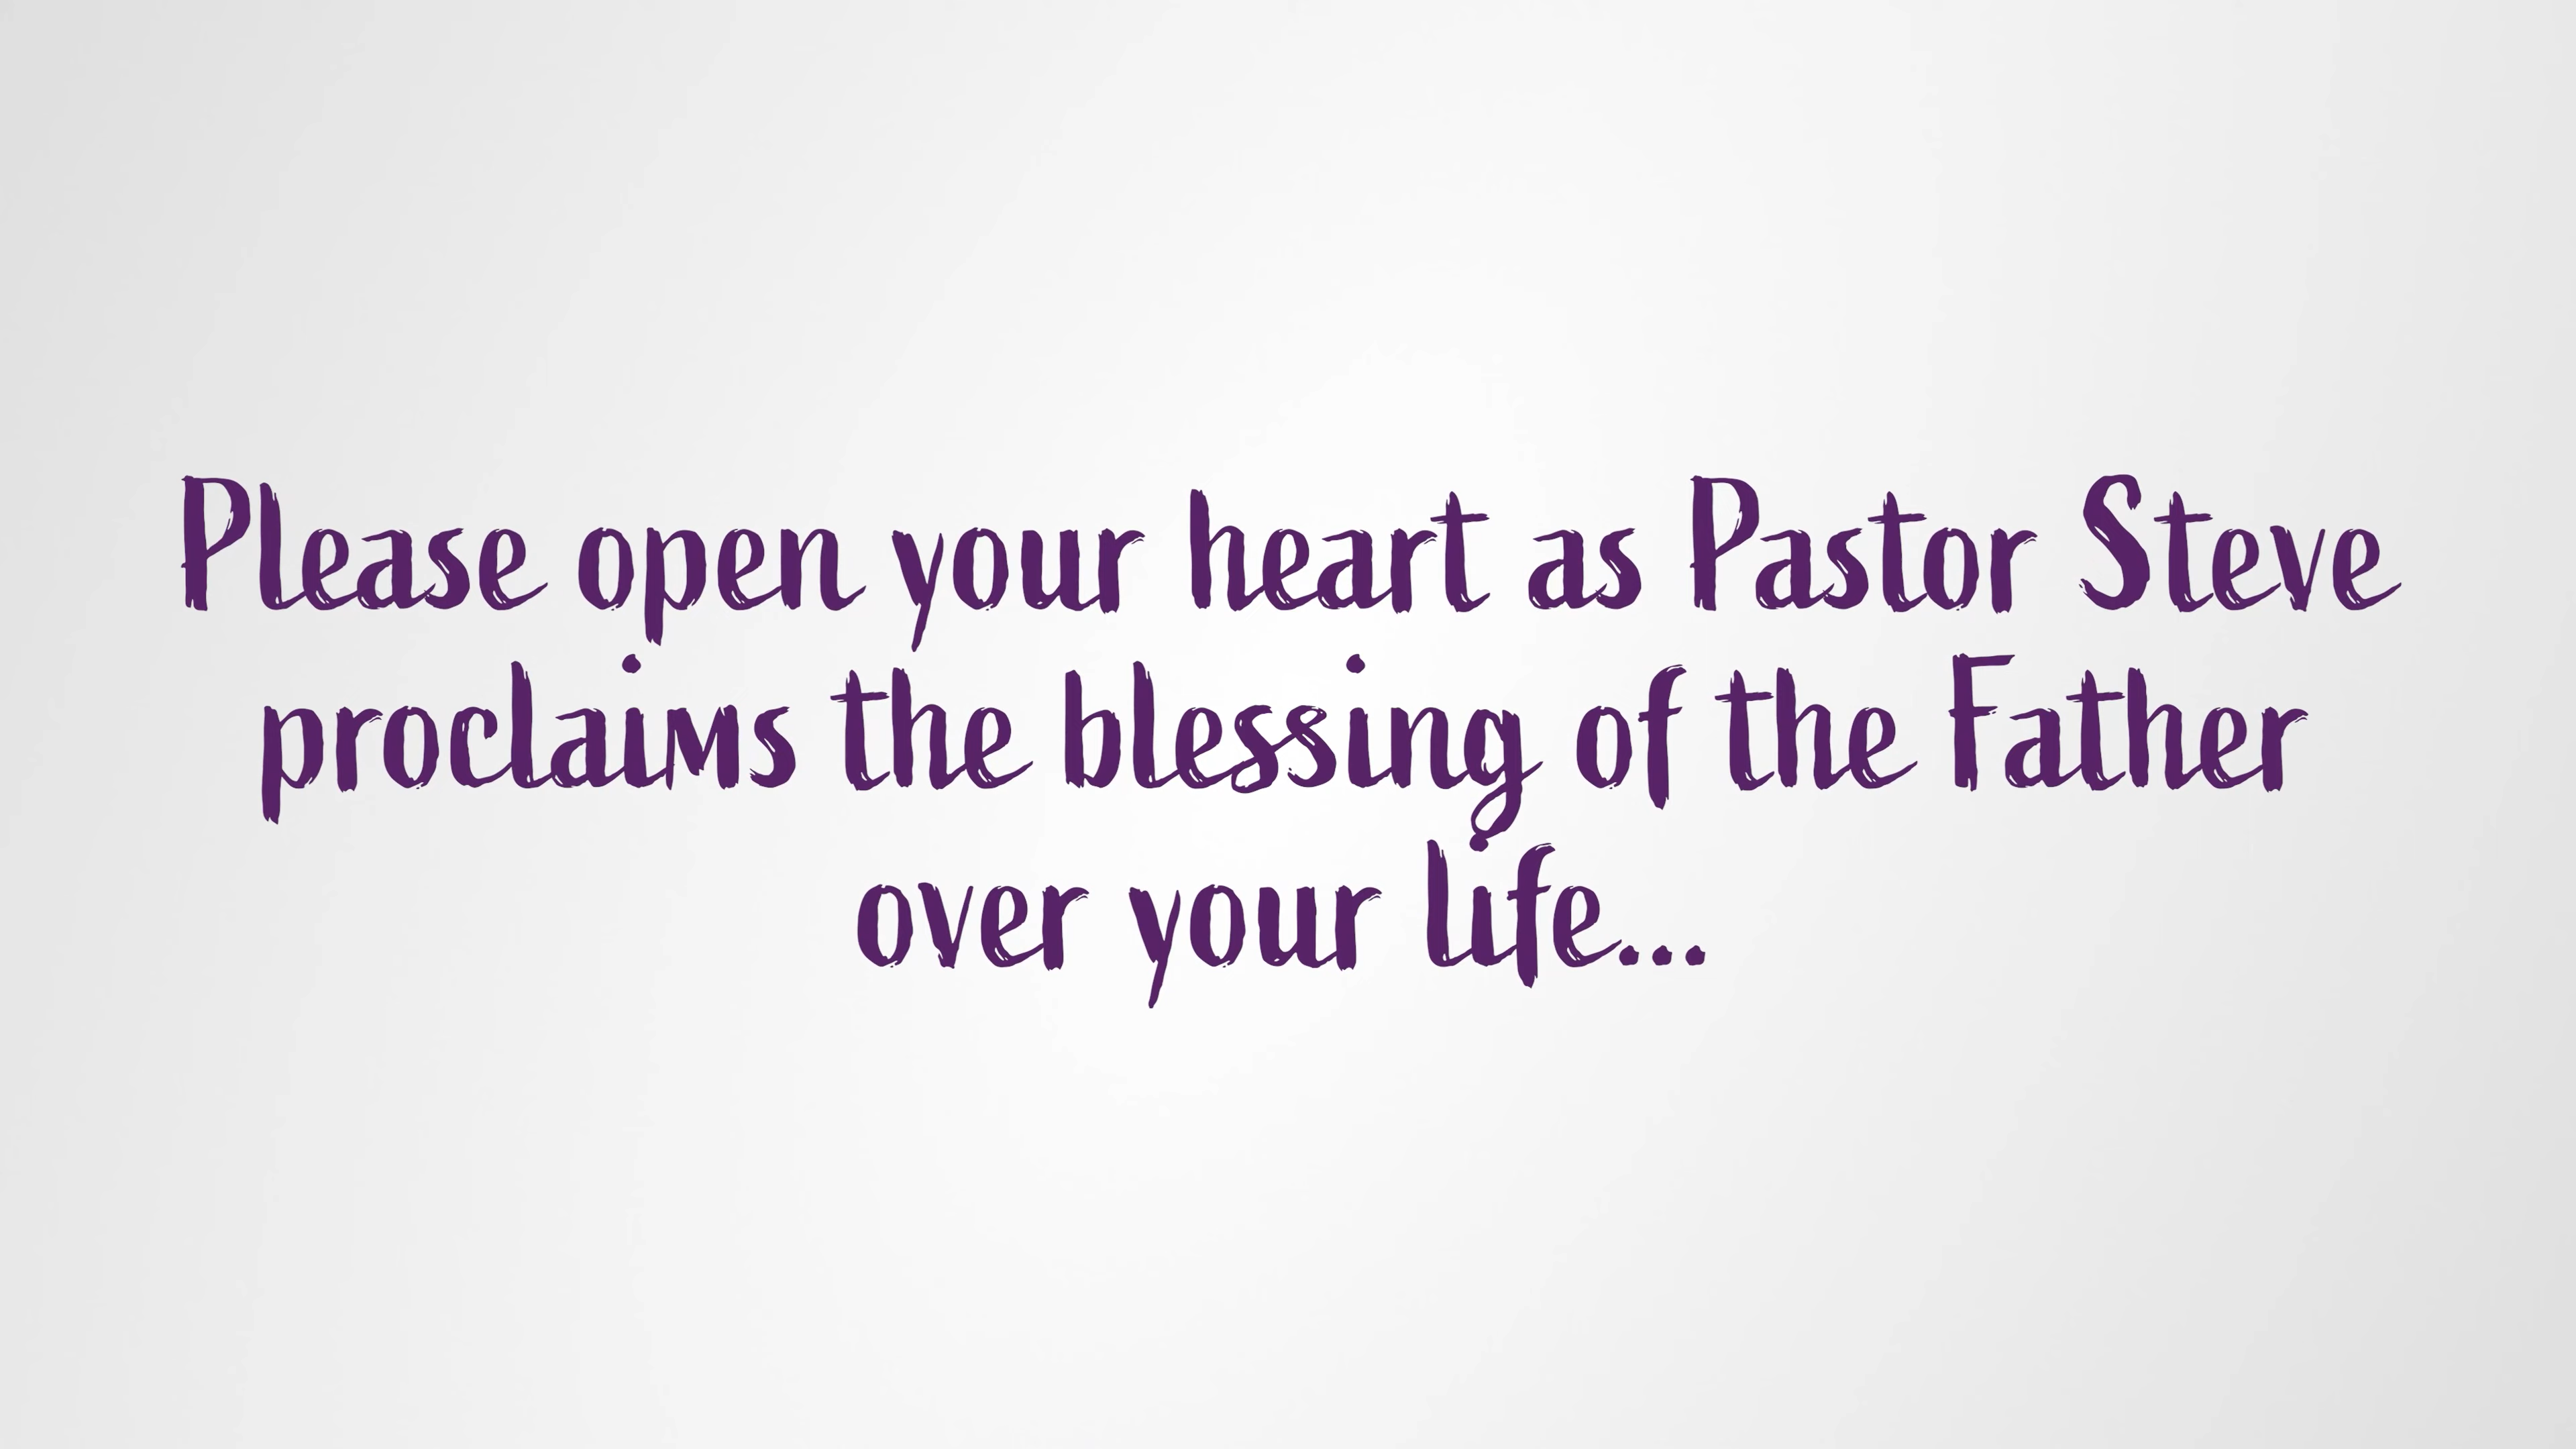 Please open your heart as Pastor Steve
proclaims the blessing of the Father
over your life...